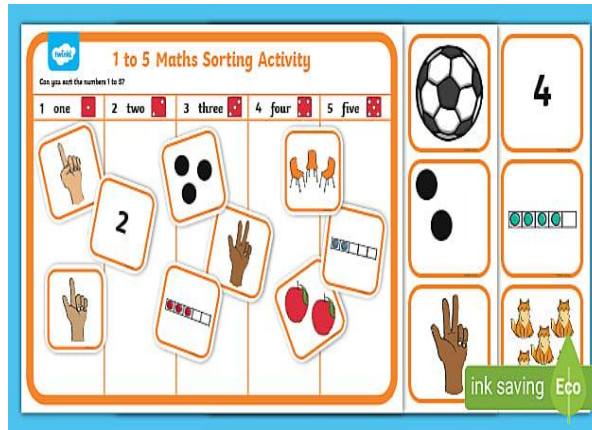 twinkl
1 to 5 Maths Sorting Activity
Can you sort the numbers 1 to 5?
1 one 2 two 3 three 4 four 5 five
2
4
ink saving Eco